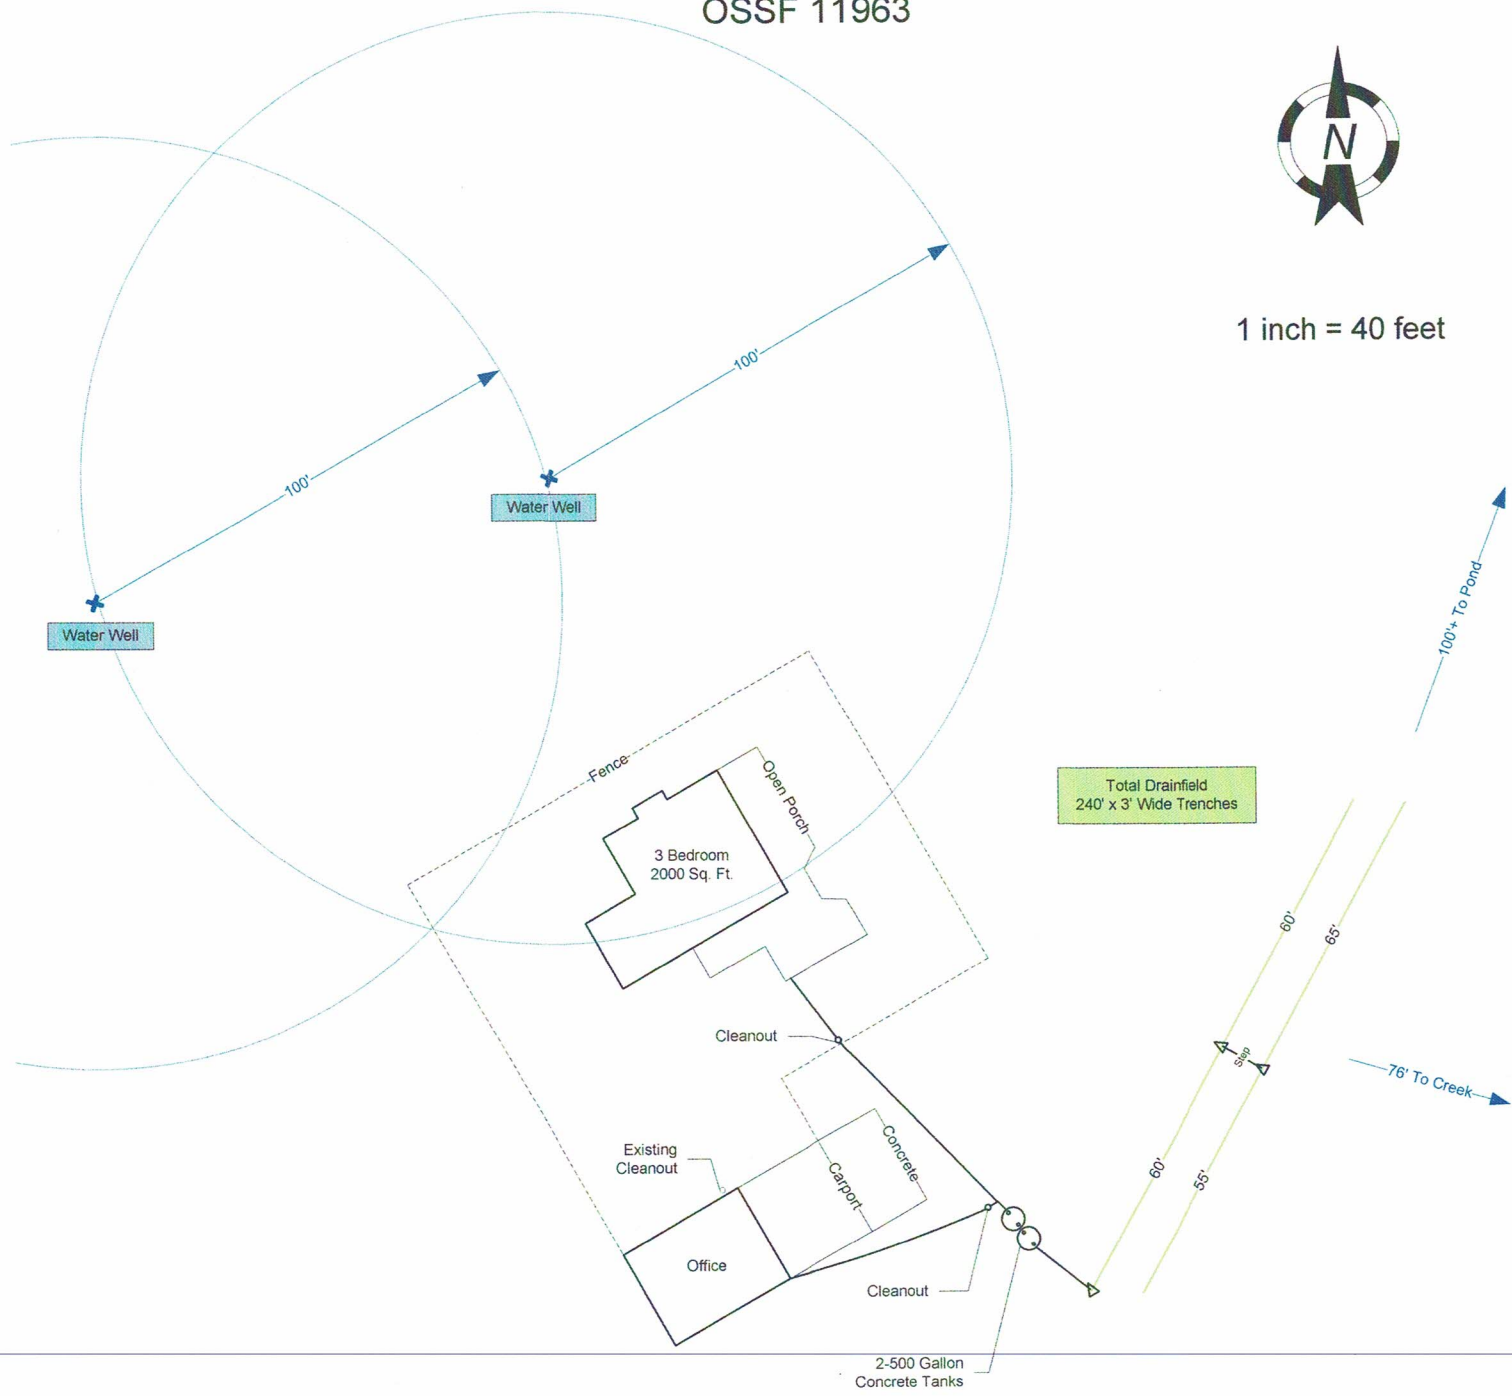 OSSF 11963
N
1 inch = 40 feet
100'
100'
Water Well
Water Well
100'+ To Pond
Fence
Open Porch
Total Drainfield
240' x 3' Wide Trenches
3 Bedroom
2000 Sq. Ft.
60'
65'
Cleanout
Step
76' To Creek
Existing
Cleanout
Concrete
Carport
60'
55'
Office
Cleanout
2-500 Gallon
Concrete Tanks